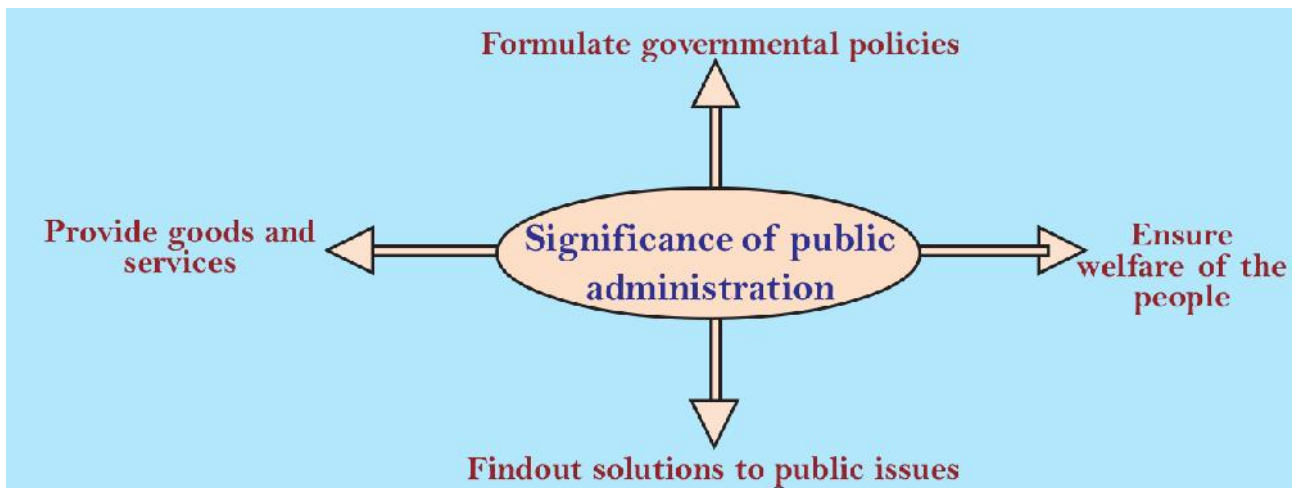 Formulate governmental policies
Provide goods and
services
Significance of public
administration
Ensure
welfare of the
people
Findout solutions to public issues